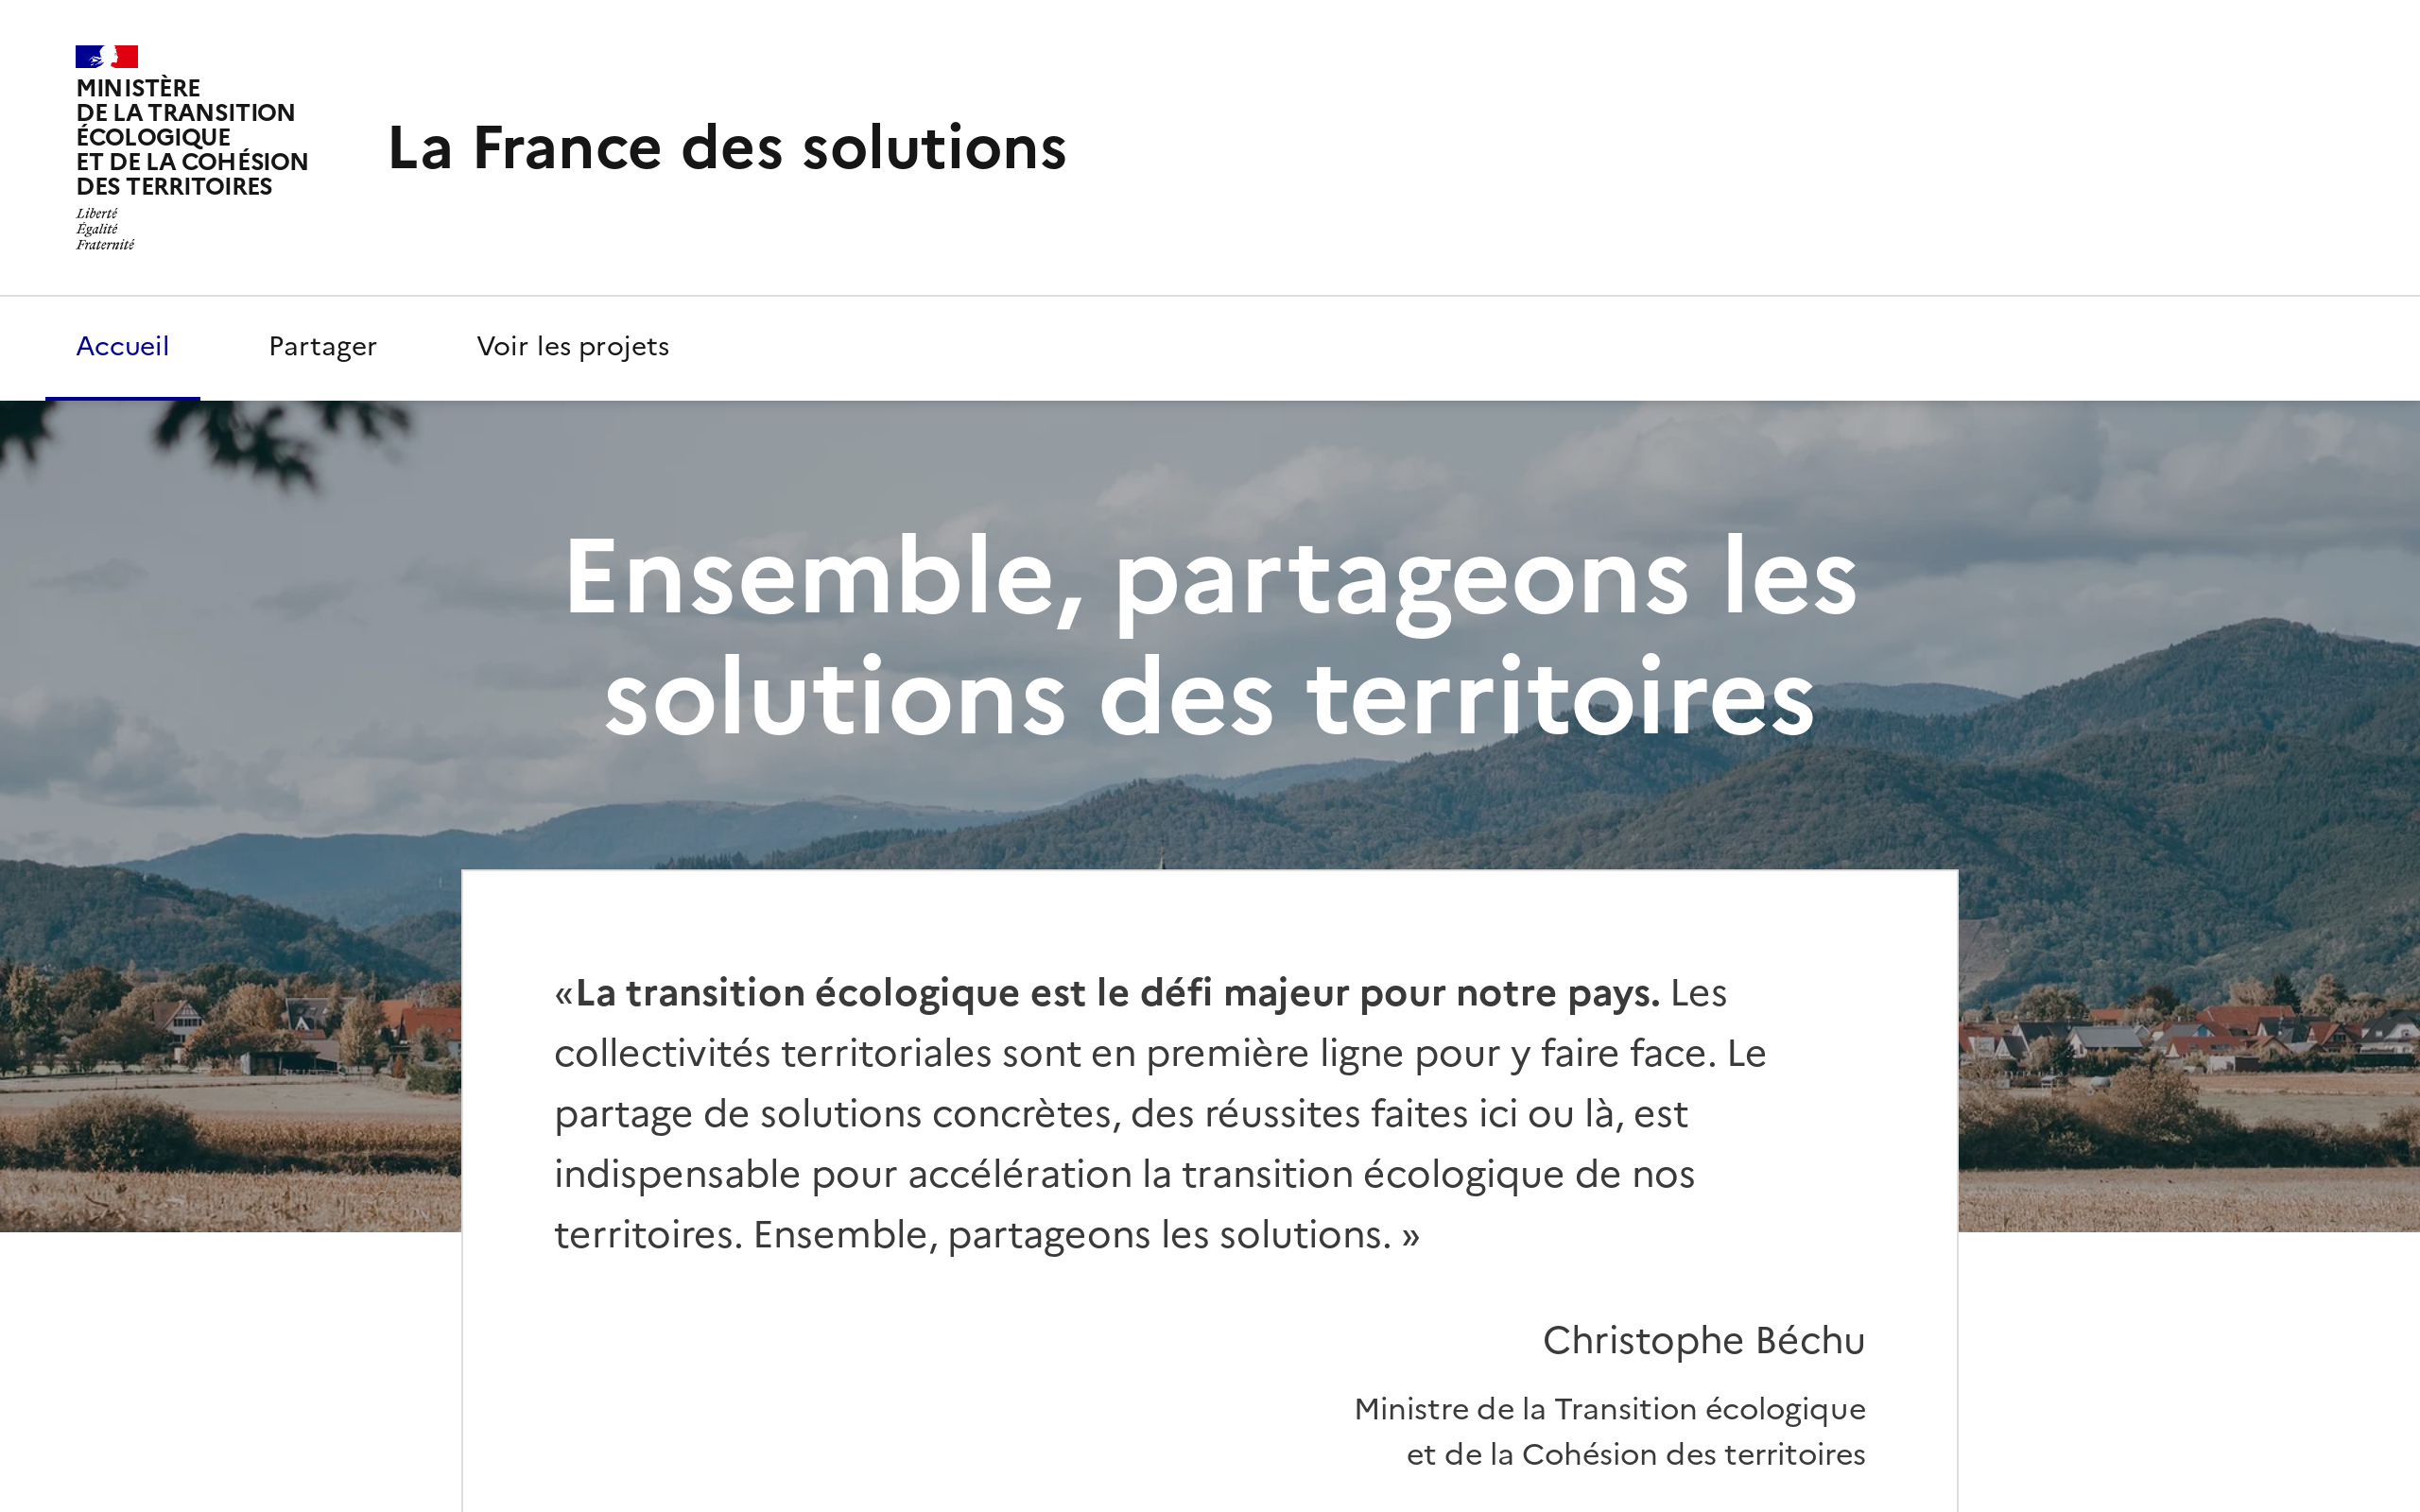 MINISTÈRE
DE LA TRANSITION
ÉCOLOGIQUE
ET DE LA COHÉSION
DES TERRITOIRES
Liberté
Égalité
Fraternité
La France des solutions
Accueil
Partager
Voir les projets
Ensemble, partageons les
solutions des territoires
«La transition écologique est le défi majeur pour notre pays. Les
collectivités territoriales sont en première ligne pour y faire face. Le
partage de solutions concrètes, des réussites faites ici ou là, est
indispensable pour accélération la transition écologique de nos
territoires. Ensemble, partageons les solutions. »
Christophe Béchu
Ministre de la Transition écologique
et de la Cohésion des territoires